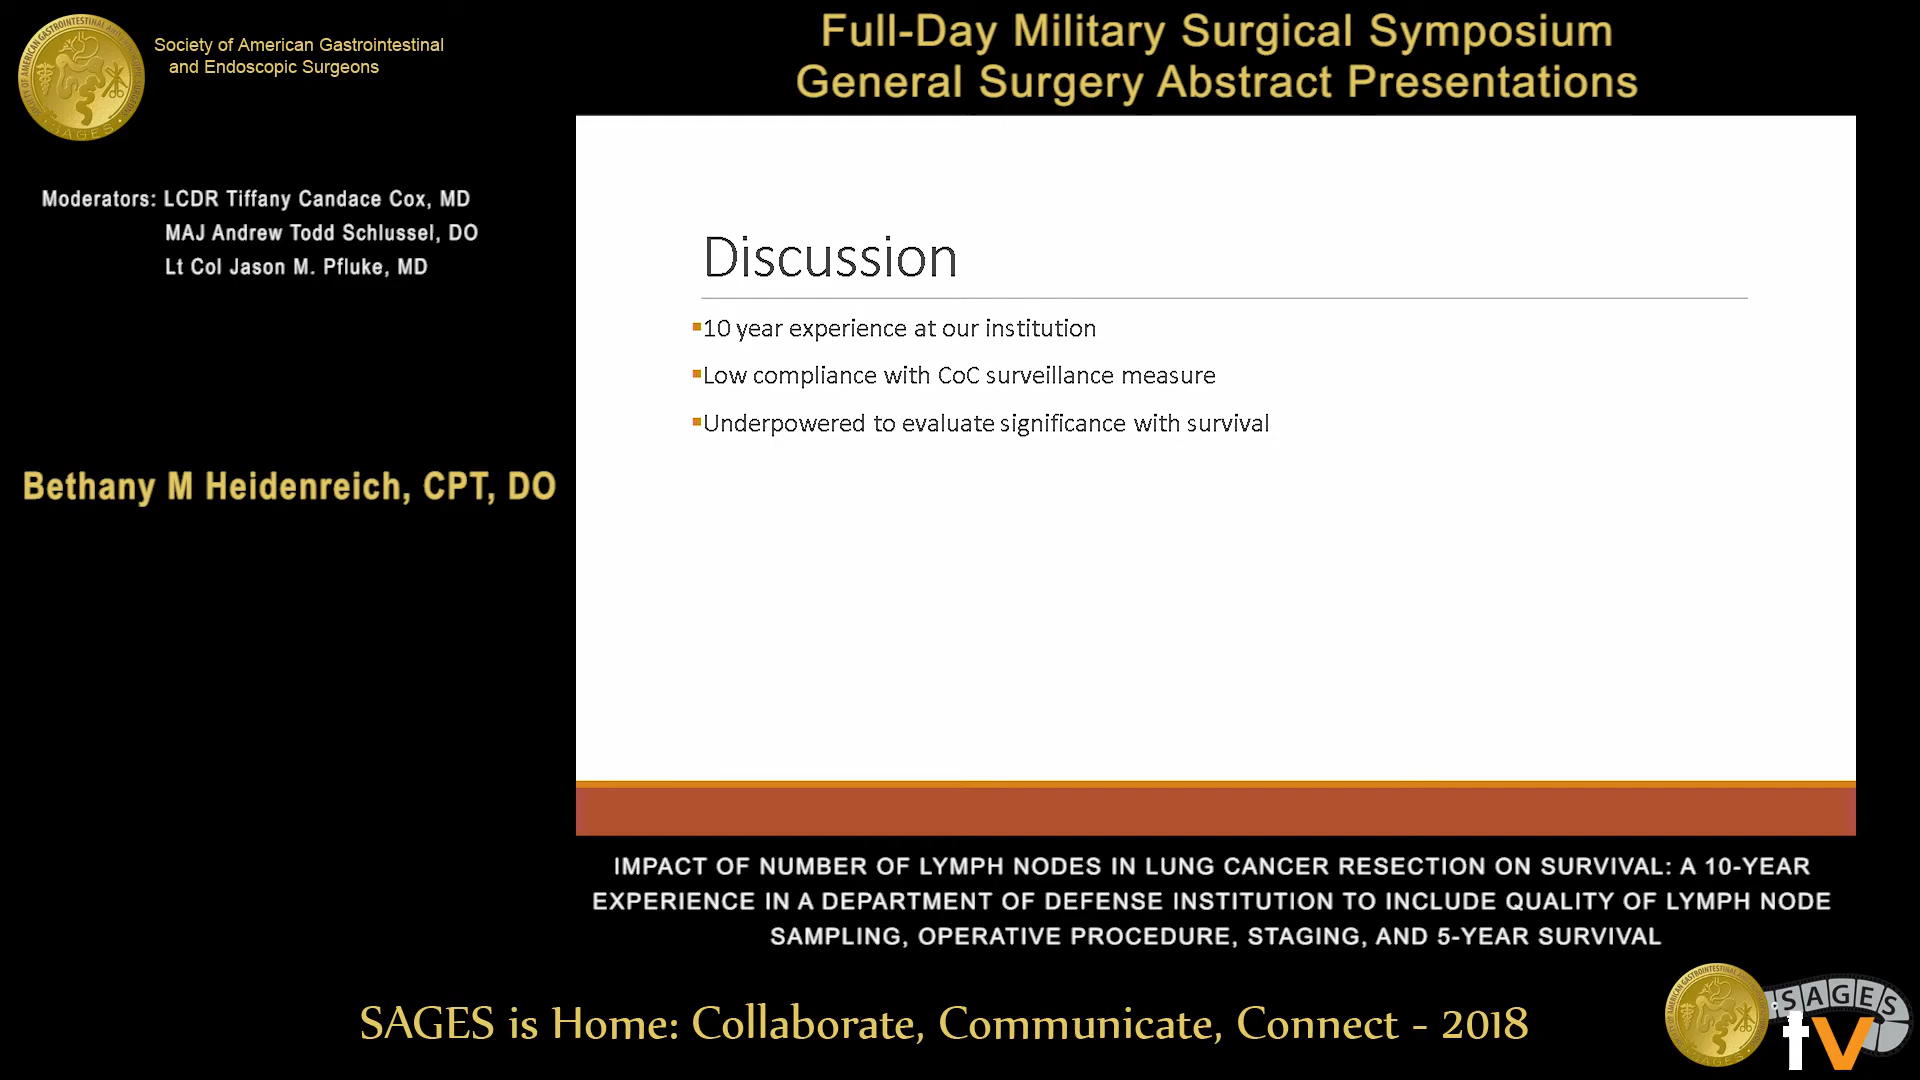 Society of American Gastrointestinal
and Endoscopic Surgeons
Full-Day Military Surgical Symposium
General Surgery Abstract Presentations
Moderators: LCDR Tiffany Candace Cox, MD
MAJ Andrew Todd Schlussel, DO
Lt Col Jason M. Pfluke, MD
Bethany M Heidenreich, CPT, DO
Discussion
10 year experience at our institution
Low compliance with CoC surveillance measure
Underpowered to evaluate significance with survival
IMPACT OF NUMBER OF LYMPH NODES IN LUNG CANCER RESECTION ON SURVIVAL: A 10-YEAR
EXPERIENCE IN A DEPARTMENT OF DEFENSE INSTITUTION TO INCLUDE QUALITY OF LYMPH NODE
SAMPLING, OPERATIVE PROCEDURE, STAGING, AND 5-YEAR SURVIVAL
SAGES is Home: Collaborate, Communicate, Connect - 2018
SAGES
tv